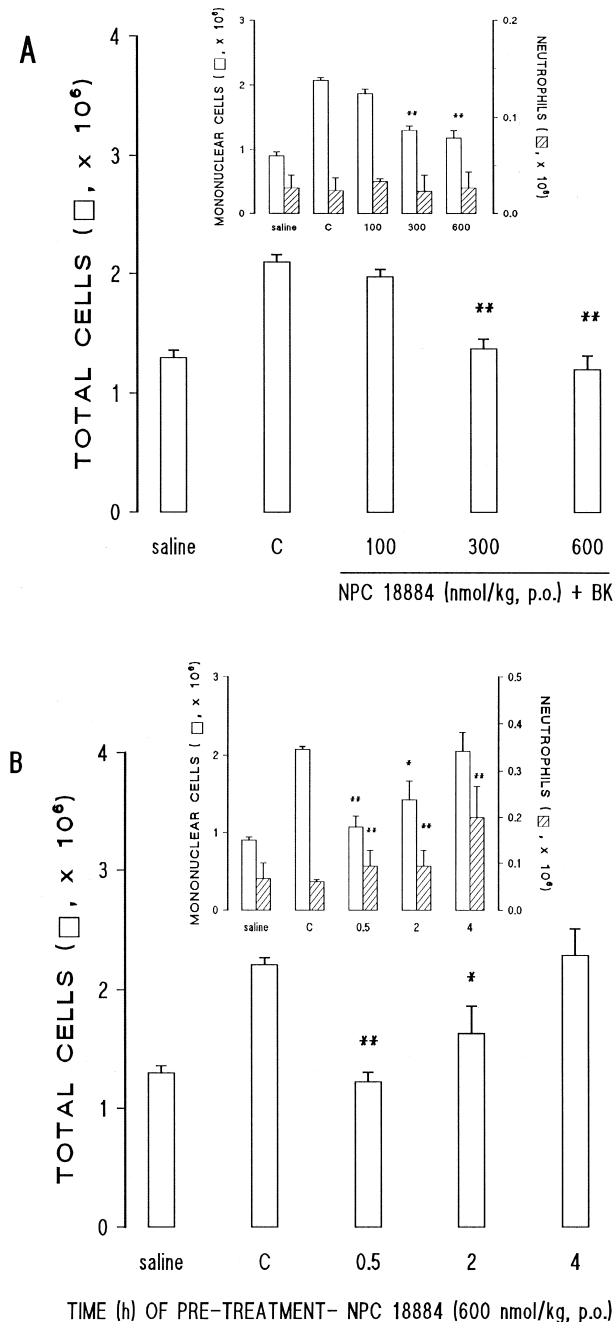 A
TOTAL CELLS (□, x 10⁶)
4
3
2
1
0
MONONUCLEAR CELLS (□, x 10⁶)
3
2
1
0
NEUTROPHILS (▨, x 10⁶)
0.2
0.1
0.0
** **
saline C 100 300 600
** **
saline C 100 300 600
NPC 18884 (nmol/kg, p.o.) + BK
B
TOTAL CELLS (□, x 10⁶)
4
3
2
1
0
MONONUCLEAR CELLS (□, x 10⁶)
3
2
1
0
NEUTROPHILS (▨, x 10⁶)
0.5
0.4
0.3
0.2
0.1
0.0
** ** * ** **
saline C 0.5 2 4
** *
saline C 0.5 2 4
TIME (h) OF PRE-TREATMENT- NPC 18884 (600 nmol/kg, p.o.)